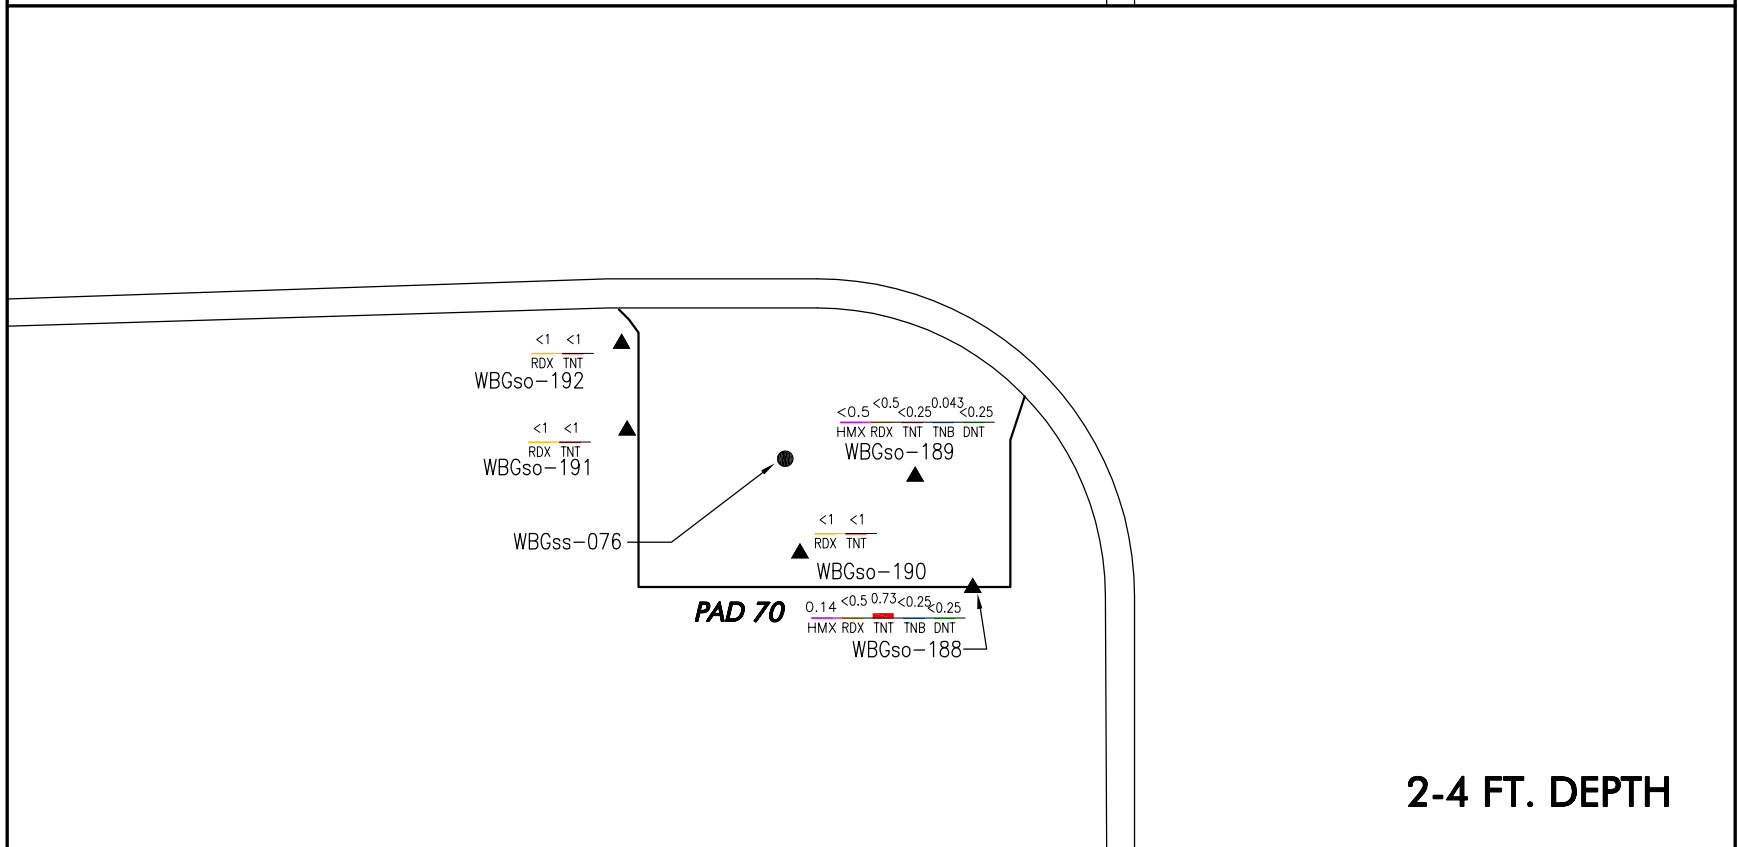 <1 <1
RDX TNT
WBGso-192
<1 <1
RDX TNT
WBGso-191
<0.5 <0.5 <0.25 0.043 <0.25
HMX RDX TNT TNB DNT
WBGso-189
WBGss-076
<1 <1
RDX TNT
WBGso-190
PAD 70
0.14 <0.5 0.73 <0.25 <0.25
HMX RDX TNT TNB DNT
WBGso-188
2-4 FT. DEPTH